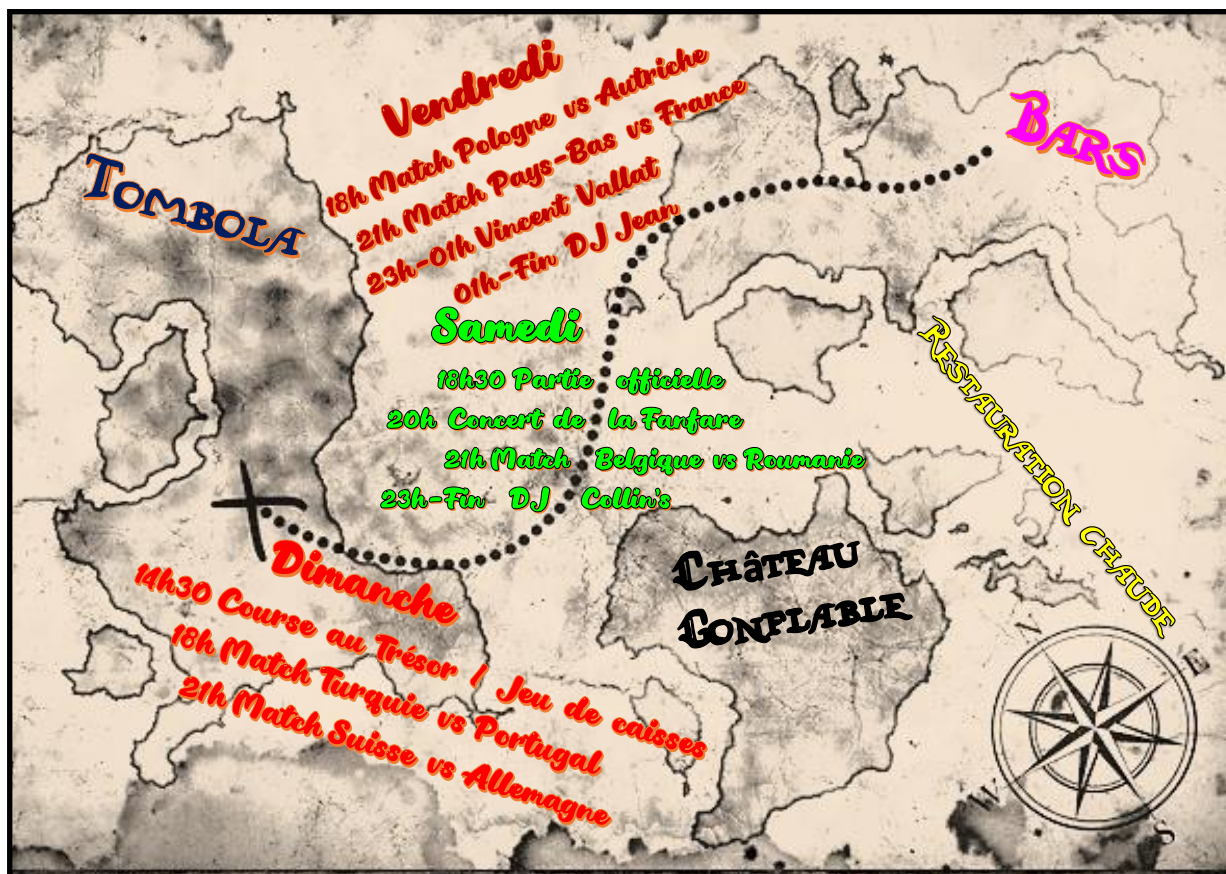 Vendredi
18h Match Pologne vs Autriche
21h Match Pays-Bas vs France
23h-01h Vincent Vallat
01h-Fin DJ Jean
Tombola
Bars
Samedi
18h30 Partie officielle
20h Concert de la Fanfare
21h Match Belgique vs Roumanie
23h-Fin DJ Collin's
Restauration chaude
Château
Gonflable
Dimanche
14h30 Course au Trésor / Jeu de caisses
18h Match Turquie vs Portugal
21h Match Suisse vs Allemagne
N
E
W
S